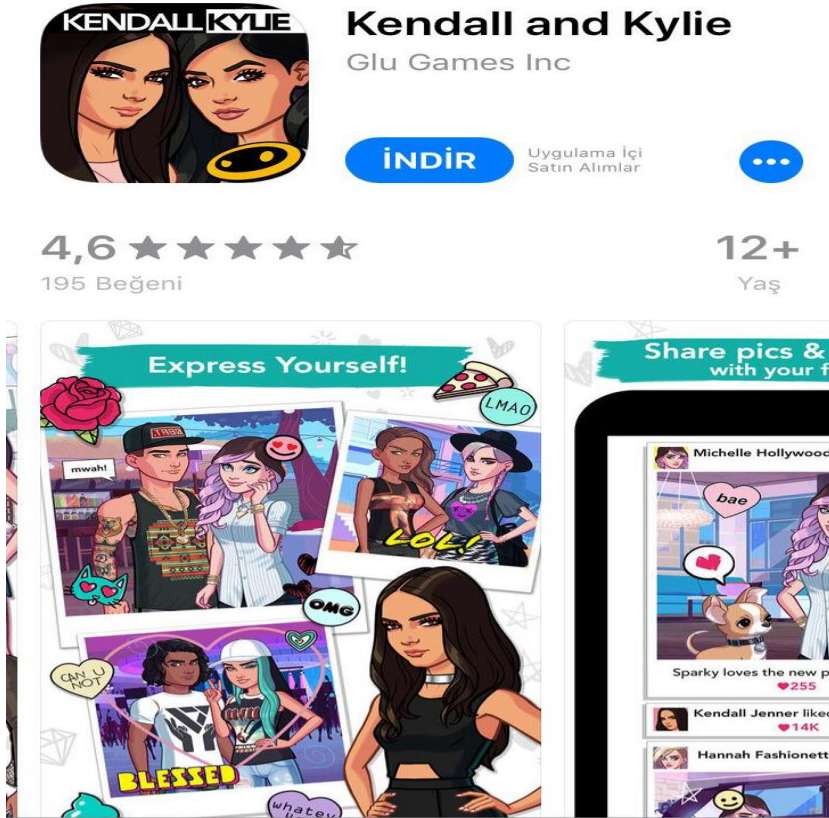 KENDALL KYLIE
Kendall and Kylie
Glu Games Inc
İNDİR
Uygulama İçi
Satın Alımlar
4,6
12+
195 Beğeni
Yaş
Express Yourself!
LMAO
mwah!
LOL!
OMG
CAN U
NOT
BLESSED
whatev
Share pics &
with your f
Michelle Hollywood
bae
Sparky loves the new p
255
Kendall Jenner liked
14K
Hannah Fashionett